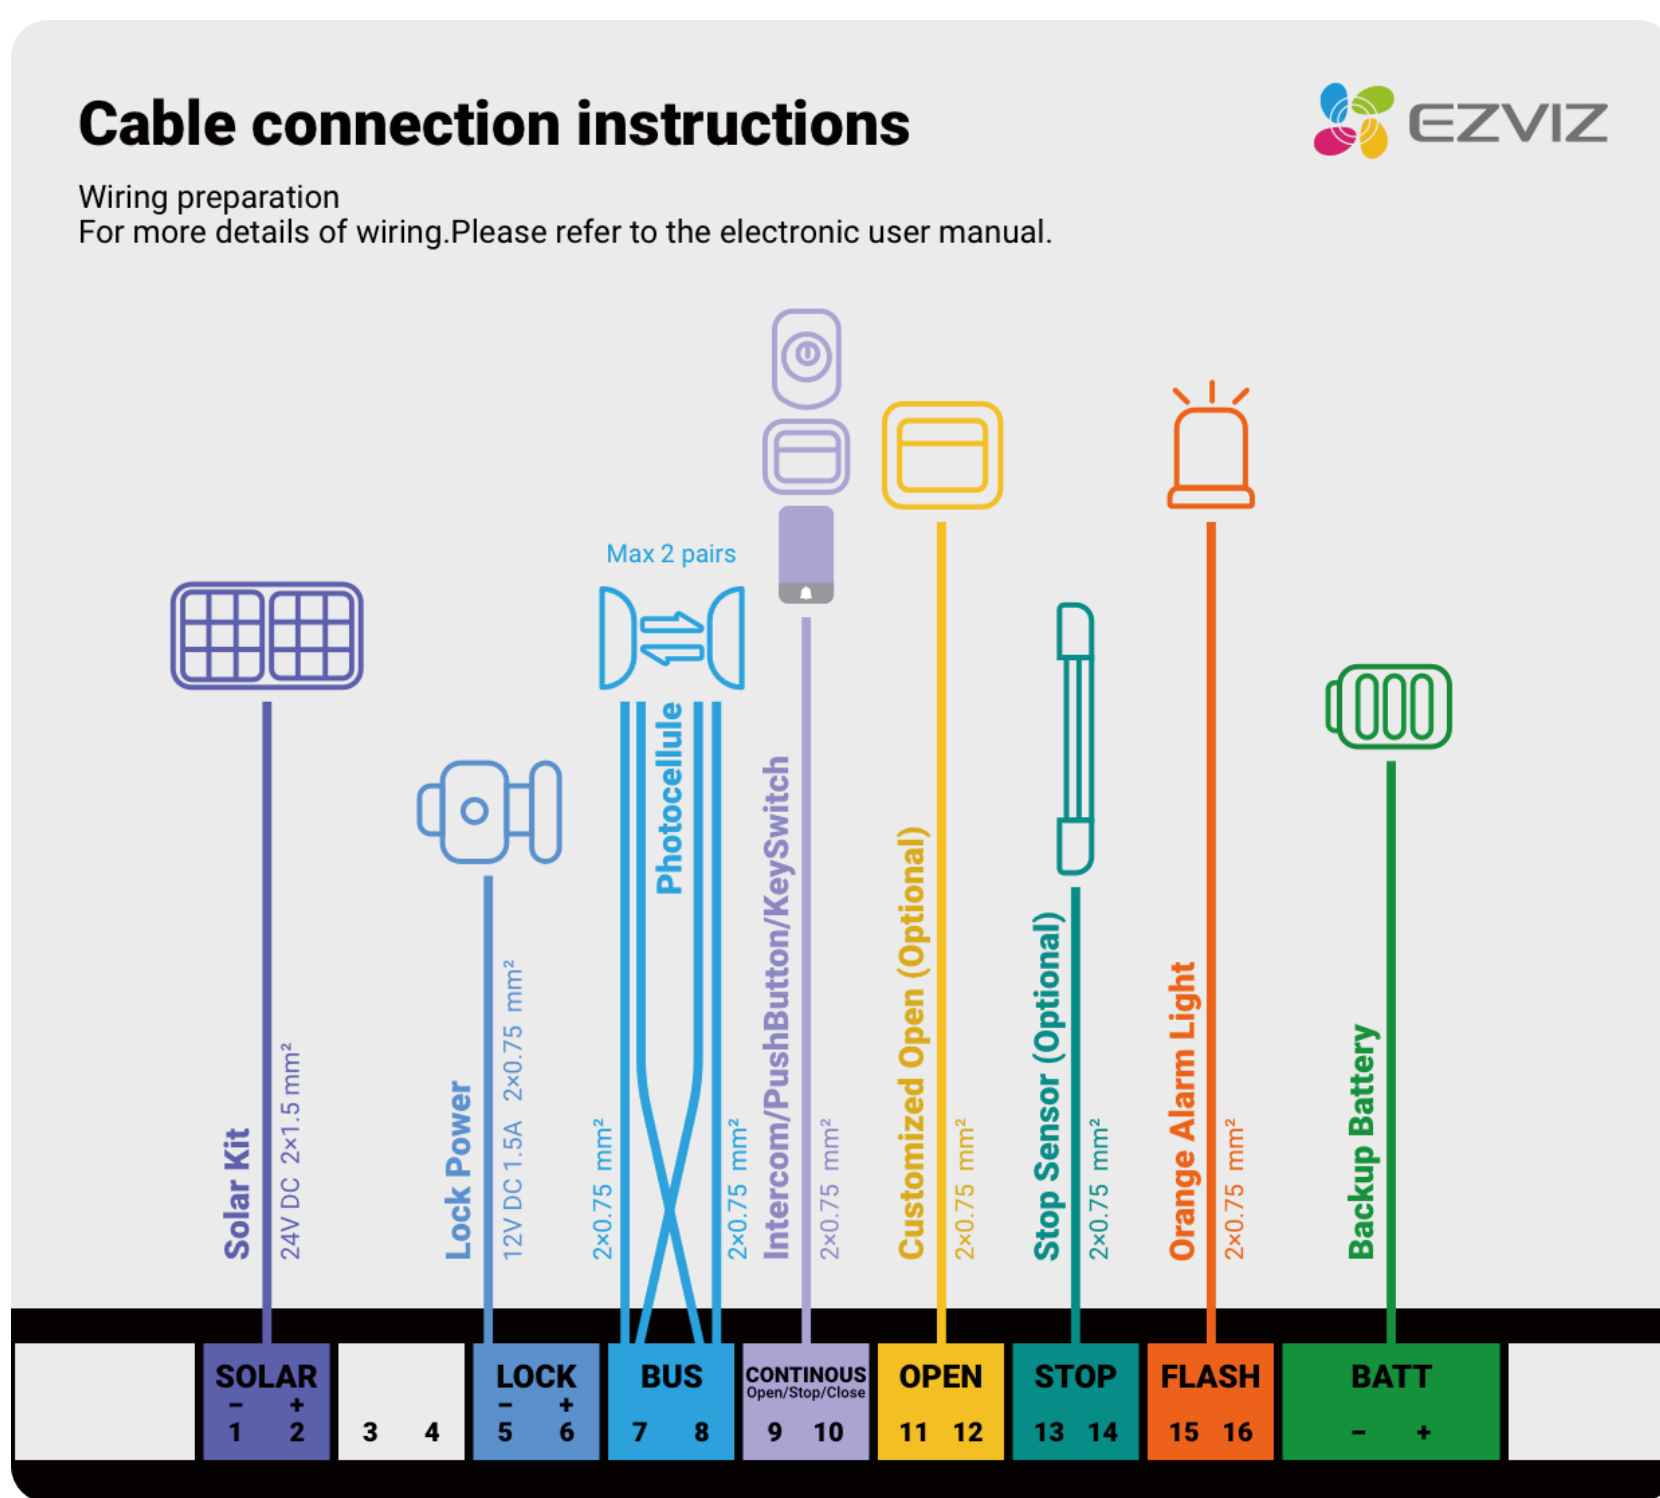 Cable connection instructions
EZVIZ
Wiring preparation
For more details of wiring.Please refer to the electronic user manual.
Max 2 pairs
Solar Kit
24V DC 2×1.5 mm²
Lock Power
12V DC 1.5A 2×0.75 mm²
2×0.75 mm²
Photocellule
2×0.75 mm²
Intercom/PushButton/KeySwitch
2×0.75 mm²
Customized Open (Optional)
2×0.75 mm²
Stop Sensor (Optional)
2×0.75 mm²
Orange Alarm Light
2×0.75 mm²
Backup Battery
SOLAR
− +
1 2
3 4
LOCK
− +
5 6
BUS
7 8
CONTINOUS
Open/Stop/Close
9 10
OPEN
11 12
STOP
13 14
FLASH
15 16
BATT
− +